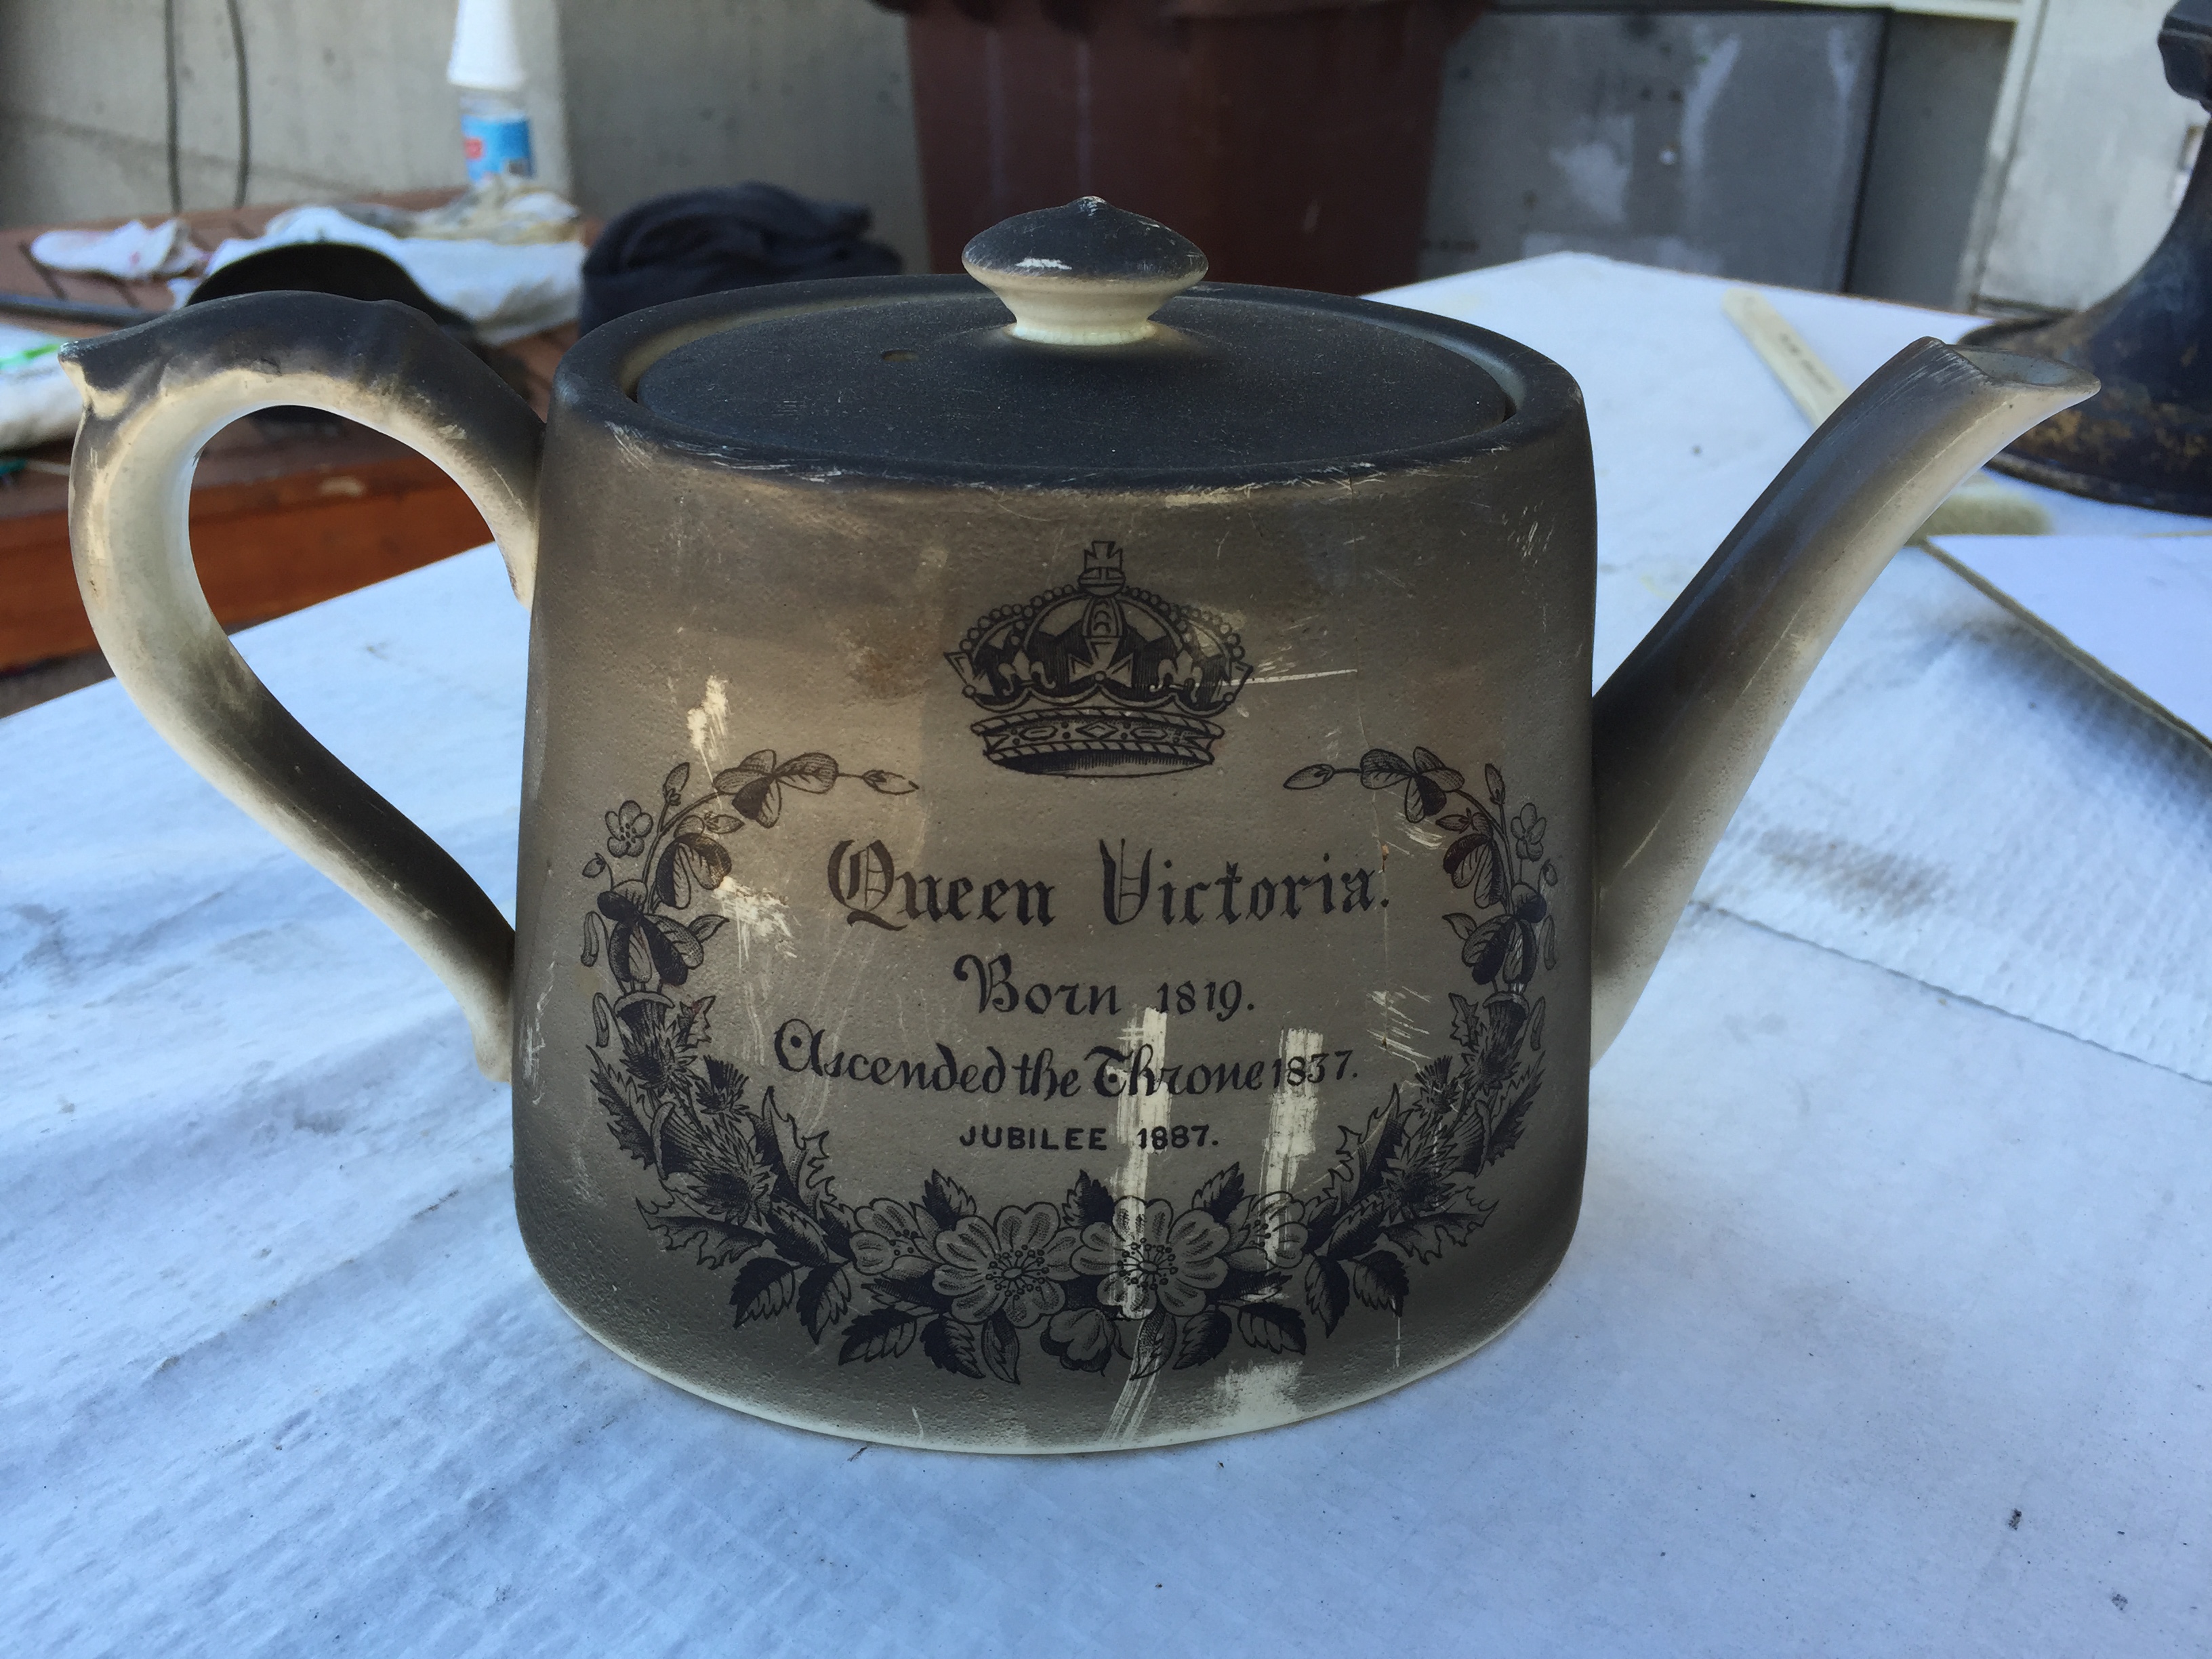 Queen Victoria.
Born 1819.
Ascended the Throne 1837.
JUBILEE 1887.